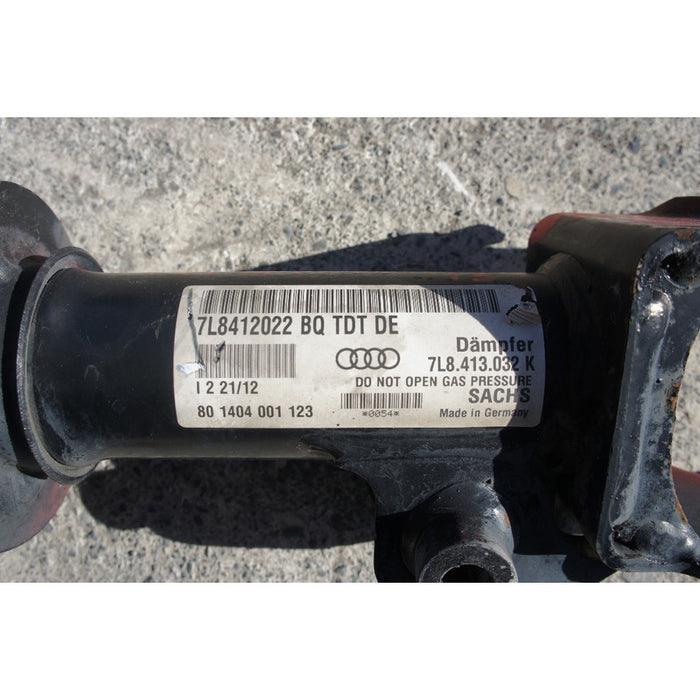 7L8412022 BQ TDT DE
Dämpfer
7L8.413.032 K
I 2 21/12
DO NOT OPEN GAS PRESSURE
SACHS
80 1404 001 123
*0054*
Made in Germany